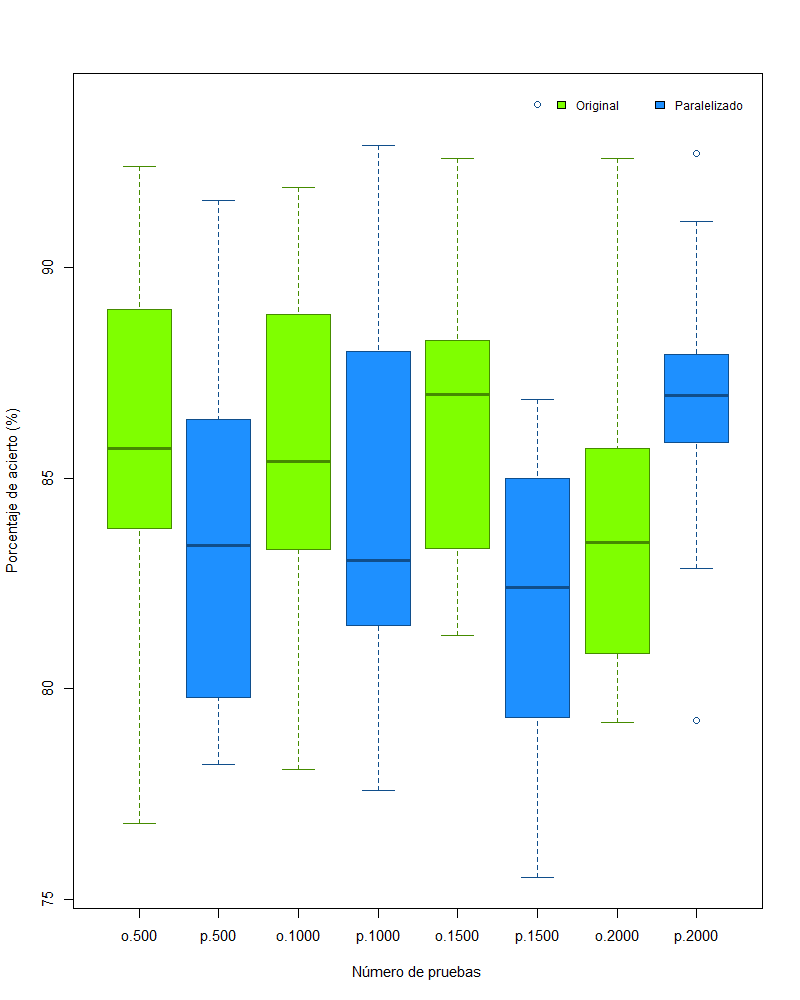 Original Paralelizado
90
85
80
75
Porcentaje de acierto (%)
o.500 p.500 o.1000 p.1000 o.1500 p.1500 o.2000 p.2000
Número de pruebas